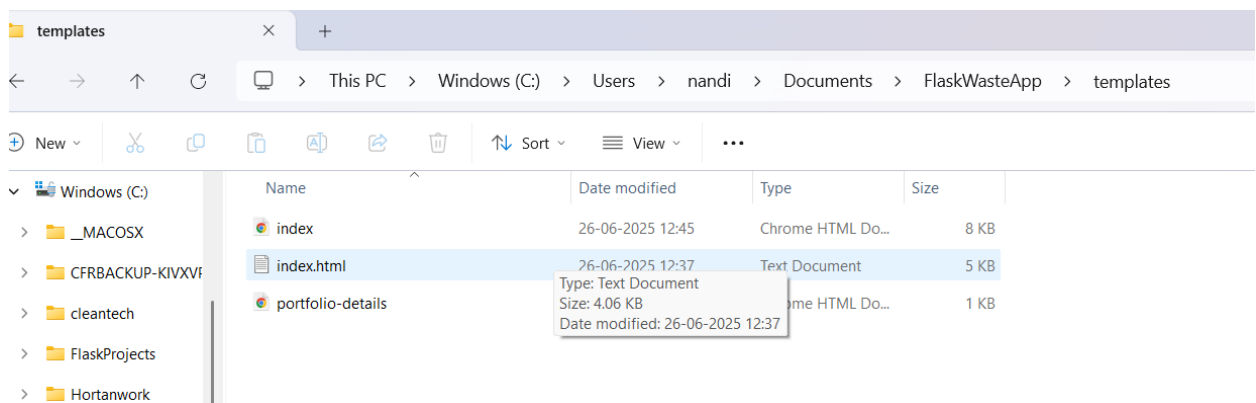 templates
This PC > Windows (C:) > Users > nandi > Documents > FlaskWasteApp > templates
New Sort View ...
Windows (C:)
__MACOSX
CFRBACKUP-KIVXVF
cleantech
FlaskProjects
Hortanwork
Name Date modified Type Size
index 26-06-2025 12:45 Chrome HTML Do... 8 KB
index.html 26-06-2025 12:37 Text Document 5 KB
portfolio-details ome HTML Do... 1 KB
Type: Text Document
Size: 4.06 KB
Date modified: 26-06-2025 12:37